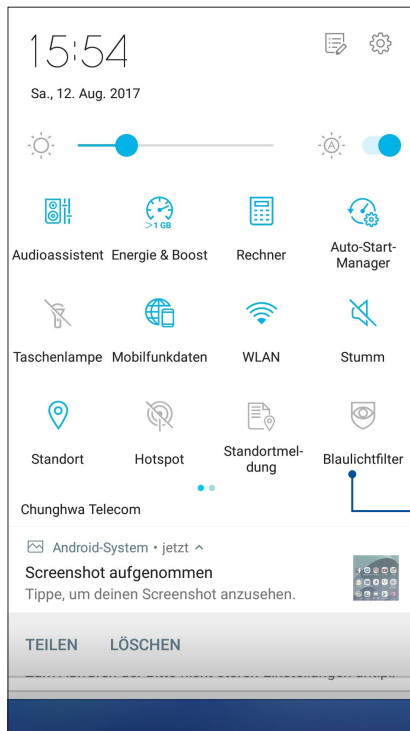 15:54
Sa., 12. Aug. 2017
A
>1 GB
Audioassistent Energie & Boost Rechner Auto-Start-
Manager
Taschenlampe Mobilfunkdaten WLAN Stumm
Standort Hotspot Standortmel-
dung Blaulichtfilter
Chunghwa Telecom
Android-System • jetzt
Screenshot aufgenommen
Tippe, um deinen Screenshot anzusehen.
TEILEN LÖSCHEN